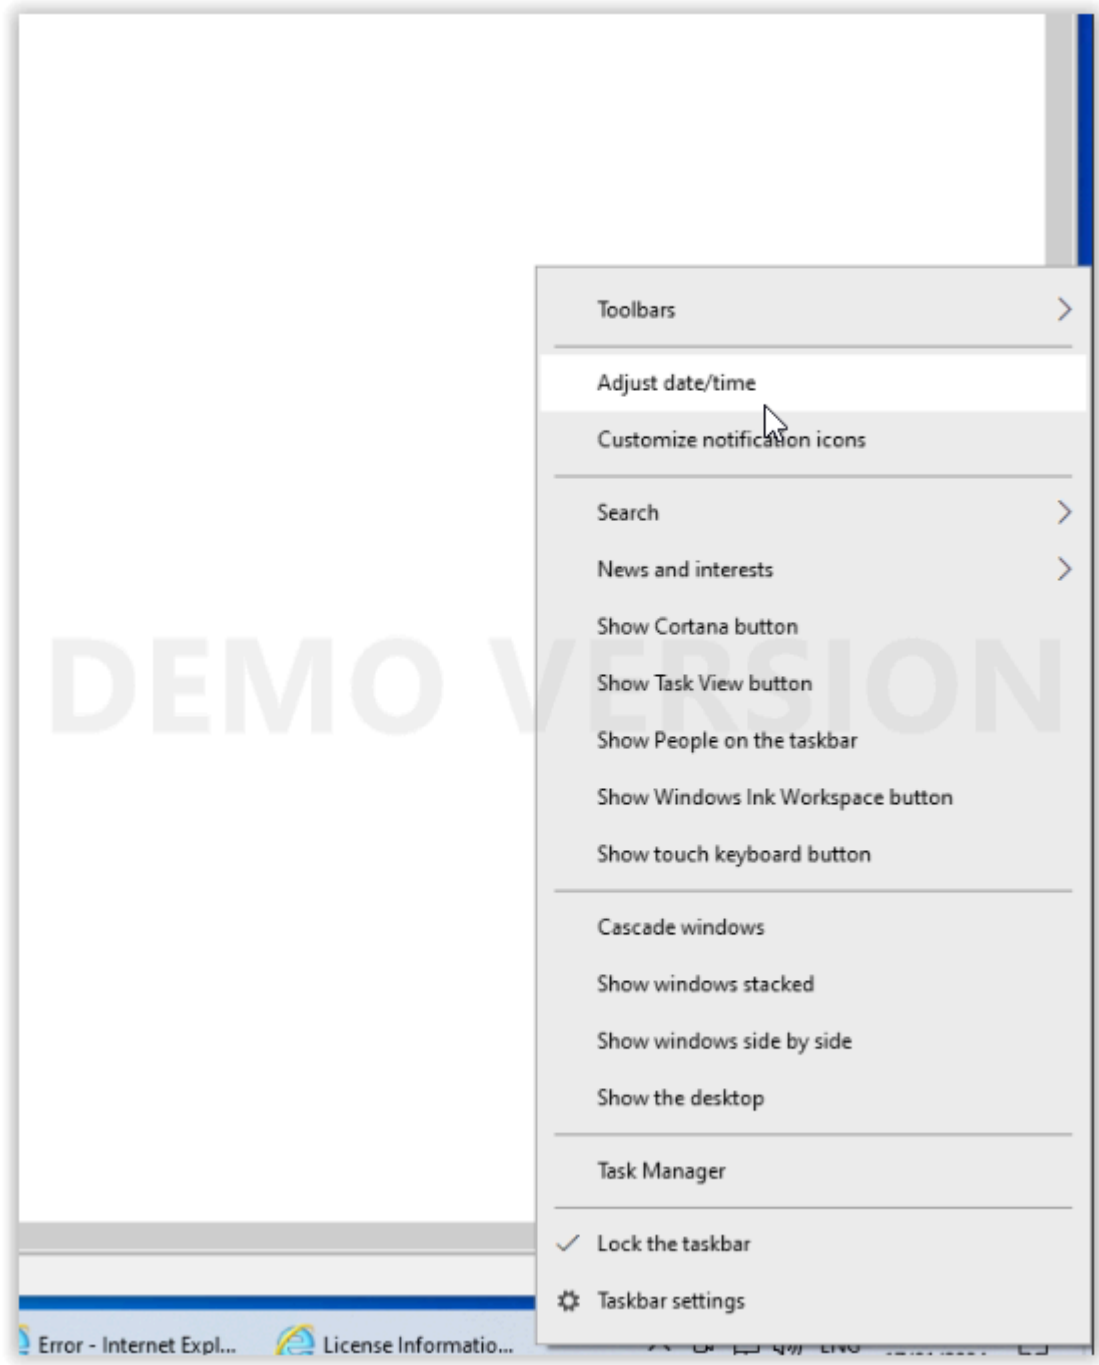 Toolbars
Adjust date/time
Customize notification icons
Search
News and interests
Show Cortana button
DEMO VERSION
Show Task View button
Show People on the taskbar
Show Windows Ink Workspace button
Show touch keyboard button
Cascade windows
Show windows stacked
Show windows side by side
Show the desktop
Task Manager
Lock the taskbar
Taskbar settings
Error - Internet Expl...
License Informatio...
ENG